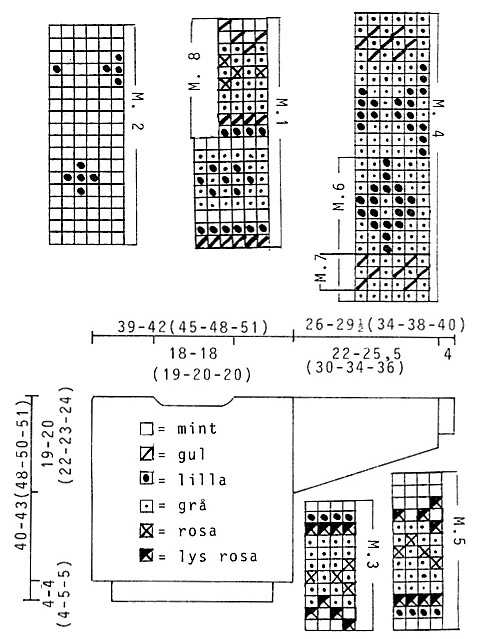 M. 2
M. 8
M. 1
M. 4
M. 9
M. 7
39-42(45-48-51)
26-29½(34-38-40)
18-18
(19-20-20)
22-25,5
(30-34-36)
4
40-43(48-50-51)
19-20
(22-23-24)
4-4
(4-5-5)
= mint
= gul
= lilla
= grå
= rosa
= lys rosa
M.3
M.5